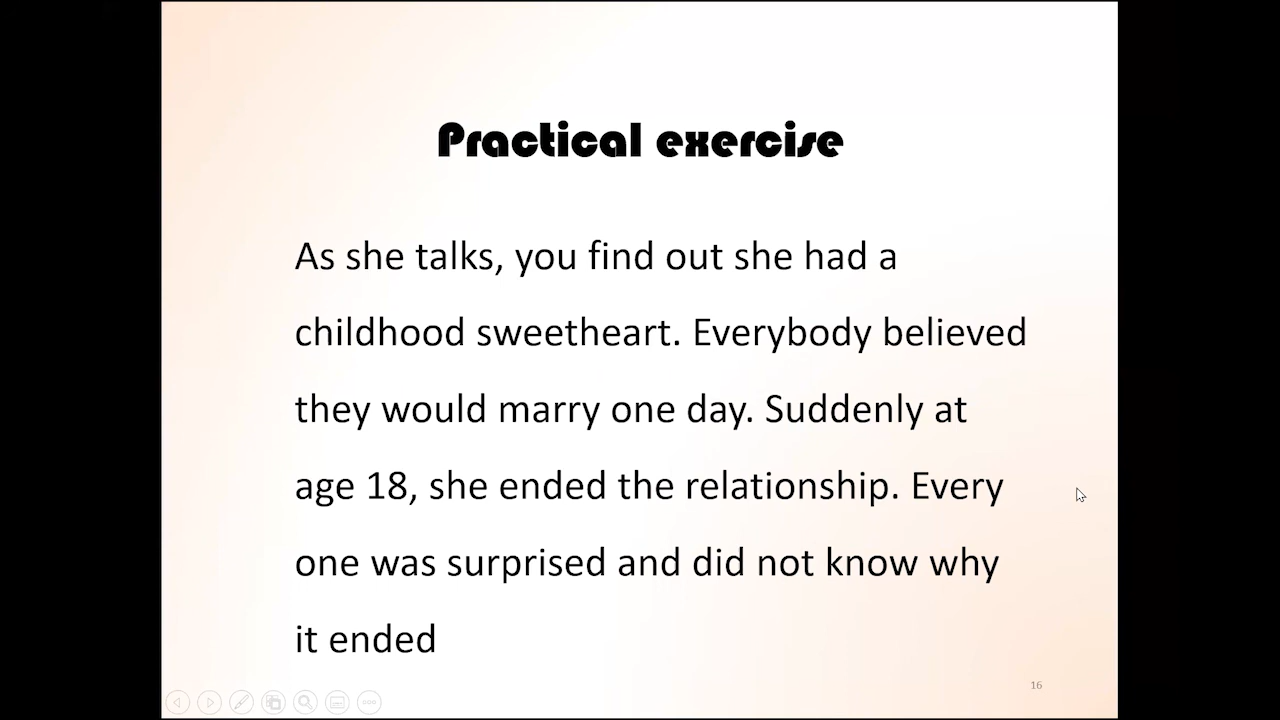 Practical exercise
As she talks, you find out she had a
childhood sweetheart. Everybody believed
they would marry one day. Suddenly at
age 18, she ended the relationship. Every
one was surprised and did not know why
it ended
16